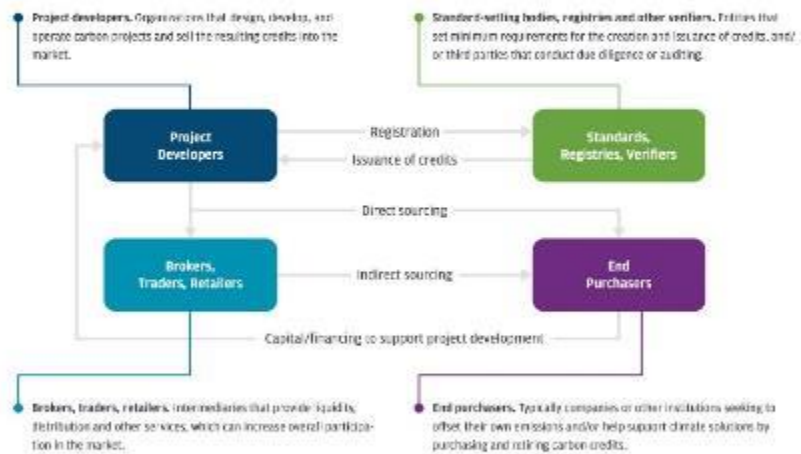 Project developers. Organizations that design, develop, and
operate carbon projects and sell the resulting credits into the
market.
Standard-setting bodies, registries and other verifiers. Entities that
set minimum requirements for the creation and issuance of credits, and/
or third parties that conduct due diligence or auditing.
Project
Developers
Registration
Issuance of credits
Standards,
Registries, Verifiers
Direct sourcing
Brokers,
Traders, Retailers
Indirect sourcing
End
Purchasers
Capital/financing to support project development
Brokers, traders, retailers. Intermediaries that provide liquidity,
distribution and other services, which can increase overall participa-
tion in the market.
End purchasers. Typically companies or other institutions seeking to
offset their own emissions and/or help support climate solutions by
purchasing and retiring carbon credits.